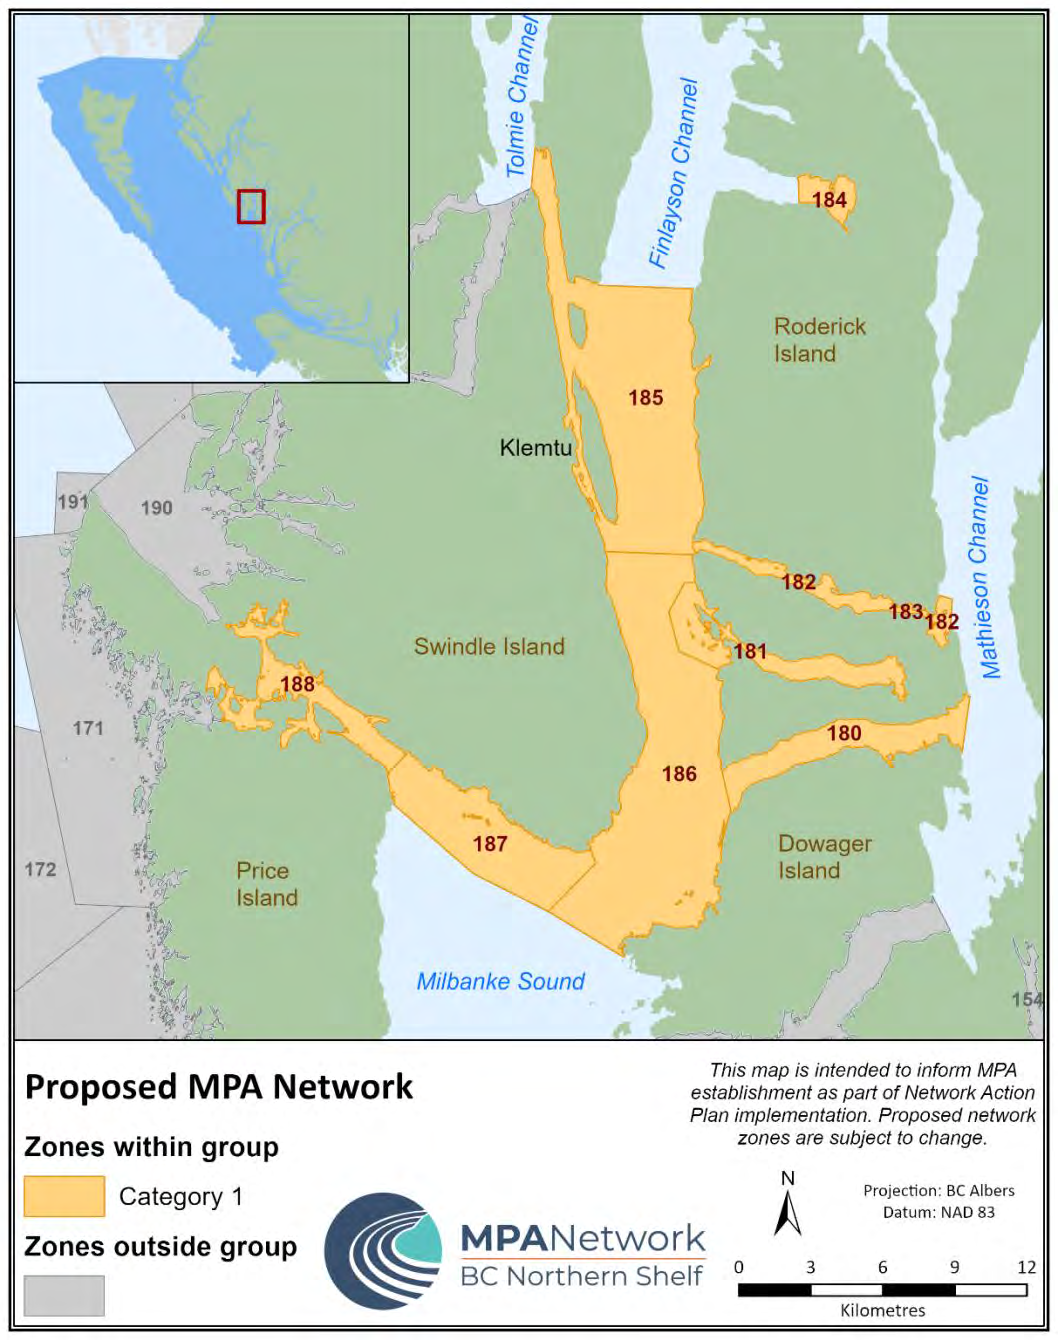 Tolmie Channel
Finlayson Channel
184
Roderick
Island
185
Klemtu
Mathieson Channel
191
190
182
183
182
Swindle Island
181
188
171
180
186
187
Dowager
Island
172
Price
Island
Milbanke Sound
154
Proposed MPA Network
Zones within group
Category 1
Zones outside group
MPANetwork
BC Northern Shelf
This map is intended to inform MPA
establishment as part of Network Action
Plan implementation. Proposed network
zones are subject to change.
N
Projection: BC Albers
Datum: NAD 83
0 3 6 9 12
Kilometres